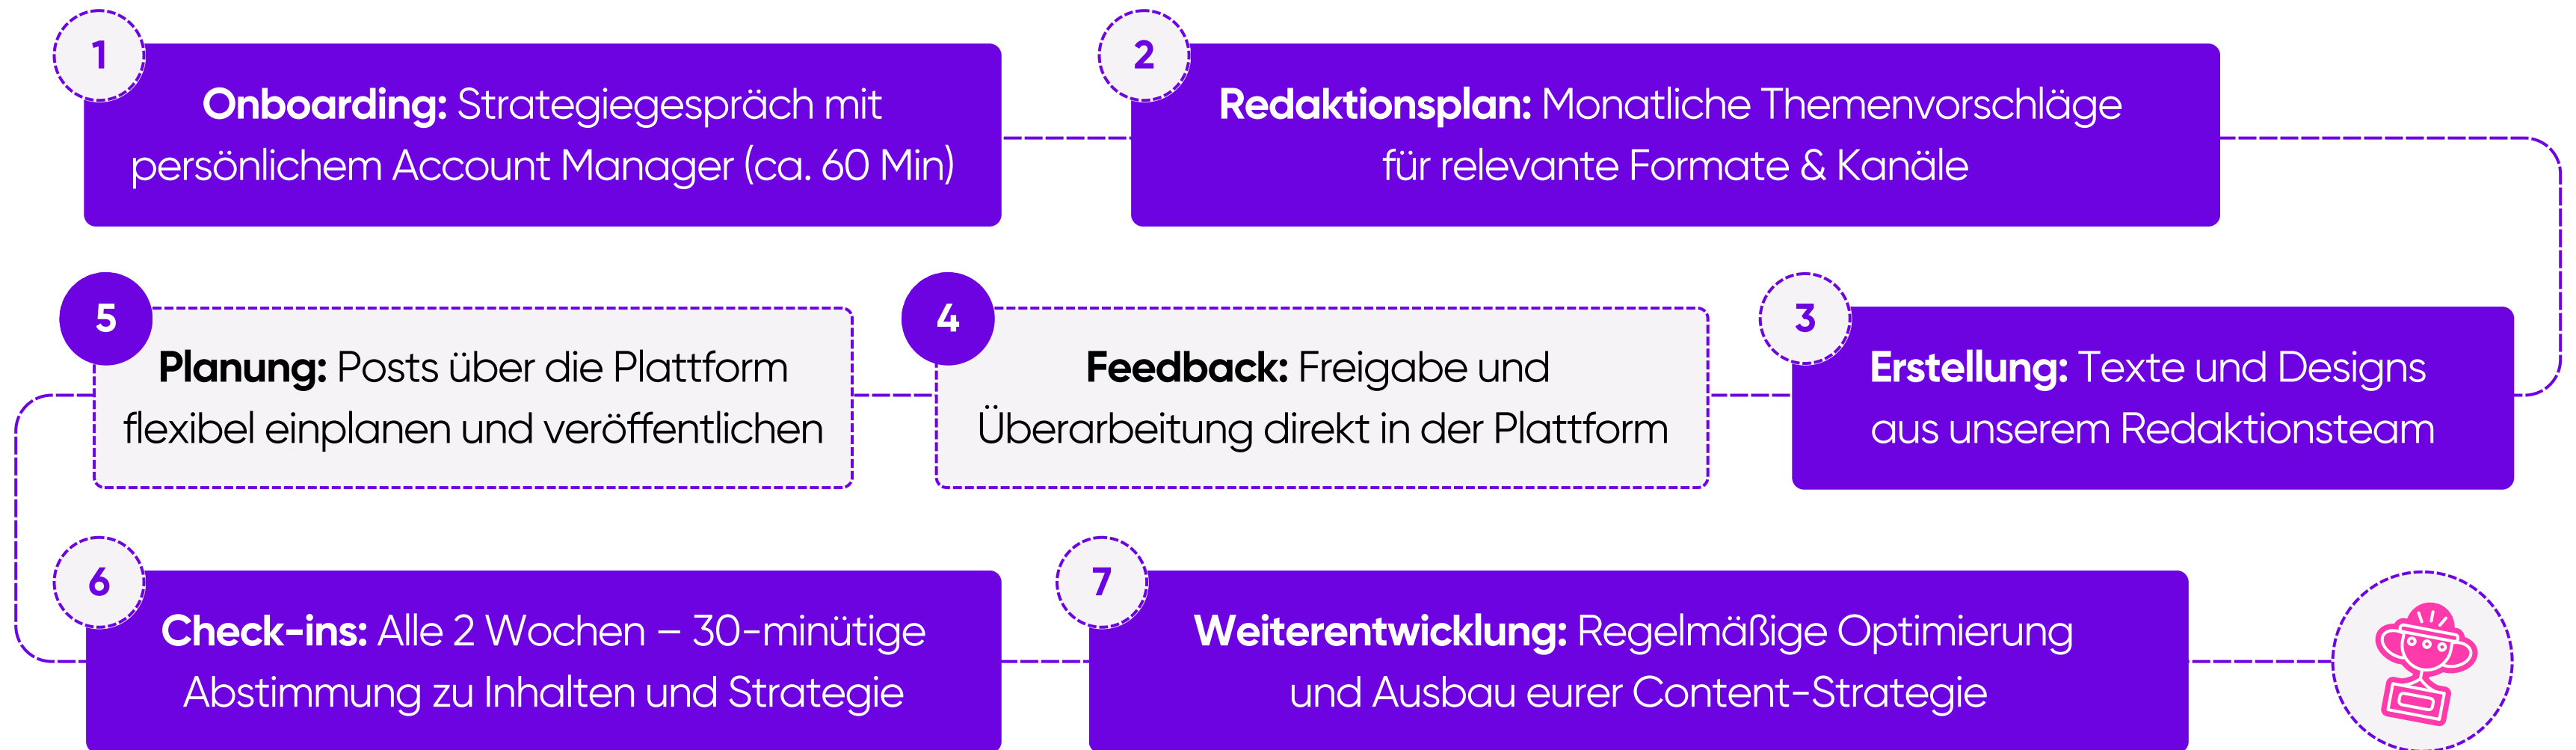 1
Onboarding: Strategiegespräch mit
persönlichem Account Manager (ca. 60 Min)
2
Redaktionsplan: Monatliche Themenvorschläge
für relevante Formate & Kanäle
3
Erstellung: Texte und Designs
aus unserem Redaktionsteam
4
Feedback: Freigabe und
Überarbeitung direkt in der Plattform
5
Planung: Posts über die Plattform
flexibel einplanen und veröffentlichen
6
Check-ins: Alle 2 Wochen – 30-minütige
Abstimmung zu Inhalten und Strategie
7
Weiterentwicklung: Regelmäßige Optimierung
und Ausbau eurer Content-Strategie